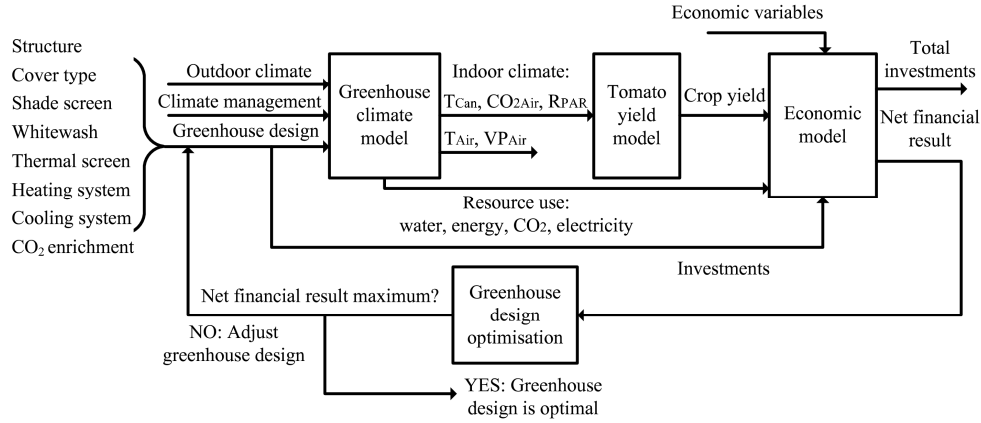 Economic variables
Structure
Cover type
Shade screen
Whitewash
Thermal screen
Heating system
Cooling system
CO₂ enrichment
Outdoor climate
Climate management
Greenhouse design
Greenhouse
climate
model
Indoor climate:
TCan, CO2Air, RPAR
TAir, VPAir
Tomato
yield
model
Crop yield
Economic
model
Total
investments
Net financial
result
Resource use:
water, energy, CO2, electricity
Investments
Greenhouse
design
optimisation
Net financial result maximum?
NO: Adjust
greenhouse design
YES: Greenhouse
design is optimal